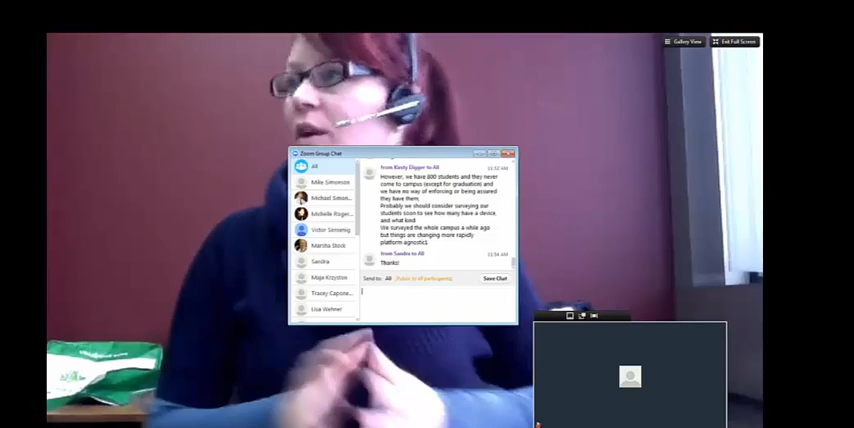 Gallery View
Exit Full Screen
Zoom Group Chat
All
Mike Simonson
Michael Simon...
Michelle Roger...
Victor Sensenig
Marsha Stock
Sandra
Maja Krzyston
Tracey Capone...
Lisa Wehner
from Kirsty Digger to All
11:52 AM
However, we have 800 students and they never
come to campus (except for graduation) and
we have no way of enforcing or being assured
they have them.
Probably we should consider surveying our
students soon to see how many have a device,
and what kind
We surveyed the whole campus a while ago
but things are changing more rapidly
platform agnostic1
from Sandra to All
11:54 AM
Thanks!
Send to: All (Visible to all participants)
Save Chat